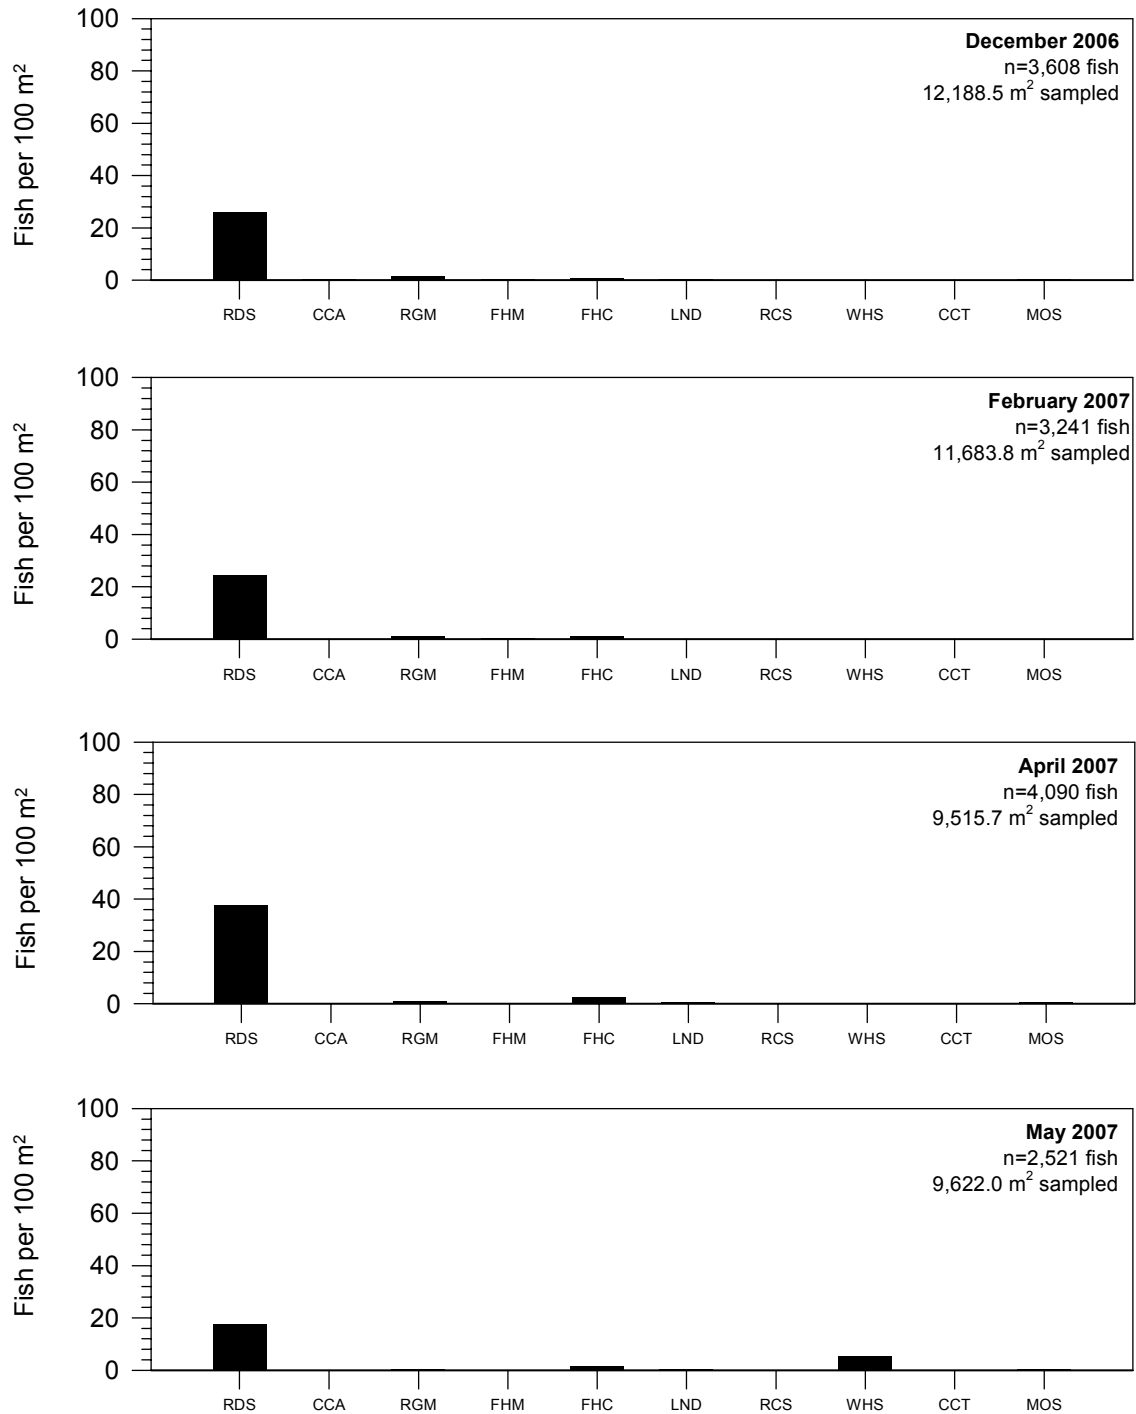 Fish per 100 m²
100
80
60
40
20
0
December 2006
n=3,608 fish
12,188.5 m² sampled
RDS CCA RGM FHM FHC LND RCS WHS CCT MOS
Fish per 100 m²
100
80
60
40
20
0
February 2007
n=3,241 fish
11,683.8 m² sampled
RDS CCA RGM FHM FHC LND RCS WHS CCT MOS
Fish per 100 m²
100
80
60
40
20
0
April 2007
n=4,090 fish
9,515.7 m² sampled
RDS CCA RGM FHM FHC LND RCS WHS CCT MOS
Fish per 100 m²
100
80
60
40
20
0
May 2007
n=2,521 fish
9,622.0 m² sampled
RDS CCA RGM FHM FHC LND RCS WHS CCT MOS